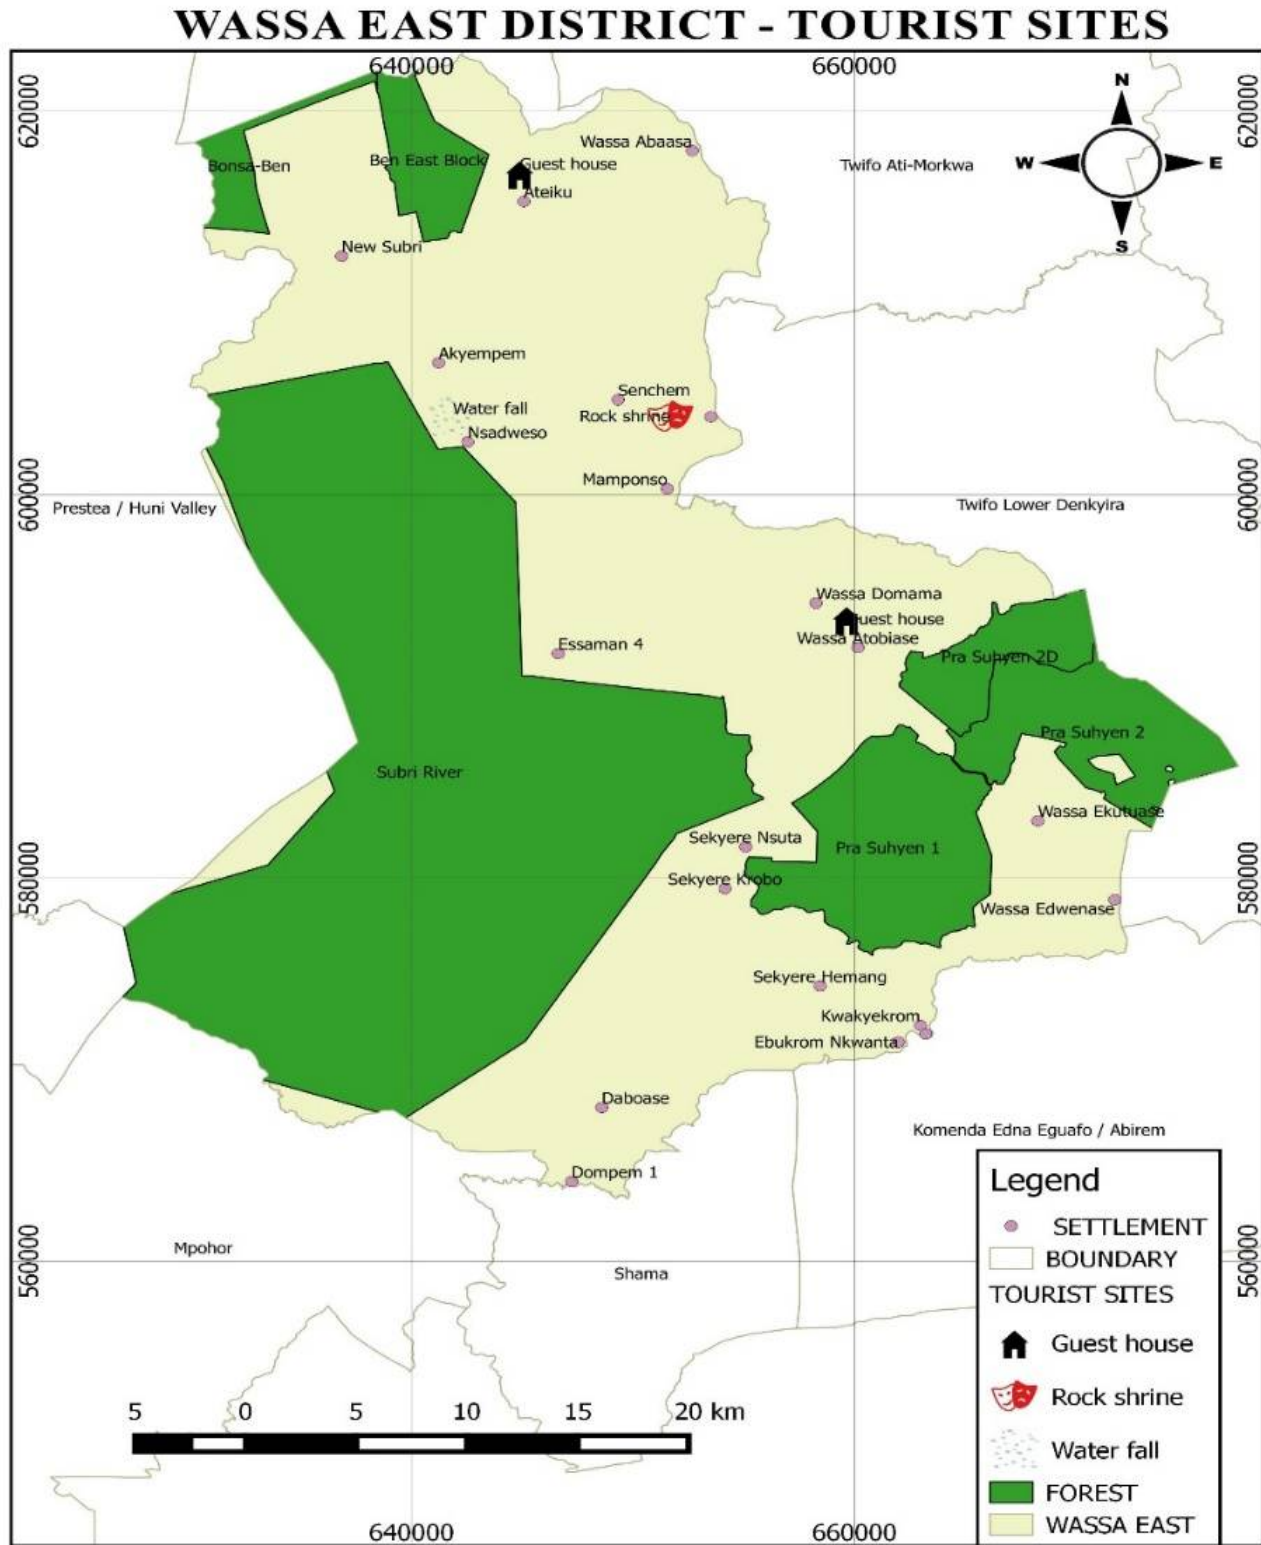 WASSA EAST DISTRICT - TOURIST SITES
640000
660000
620000
620000
N
W
E
S
Wassa Abaasa
Twifo Ati-Morkwa
Bonsa-Ben
Ben East Block
Guest house
Ateiku
New Subri
Akyempem
Senchem
Water fall
Rock shrine
Nsadweso
Mamponso
600000
600000
Prestea / Huni Valley
Twifo Lower Denkyira
Wassa Domama
Guest house
Wassa Atobiase
Essaman 4
Pra Suhyen 2D
Pra Suhyen 2
Subri River
Wassa Ekutuase
Sekyere Nsuta
Pra Suhyen 1
580000
580000
Sekyere Krobo
Wassa Edwenase
Sekyere Hemang
Kwakyekrom
Ebukrom Nkwanta
Daboase
Komenda Edna Eguafo / Abirem
Dompem 1
Mpohor
Shama
560000
560000
Legend
SETTLEMENT
BOUNDARY
TOURIST SITES
Guest house
Rock shrine
Water fall
FOREST
WASSA EAST
5 0 5 10 15 20 km
640000
660000